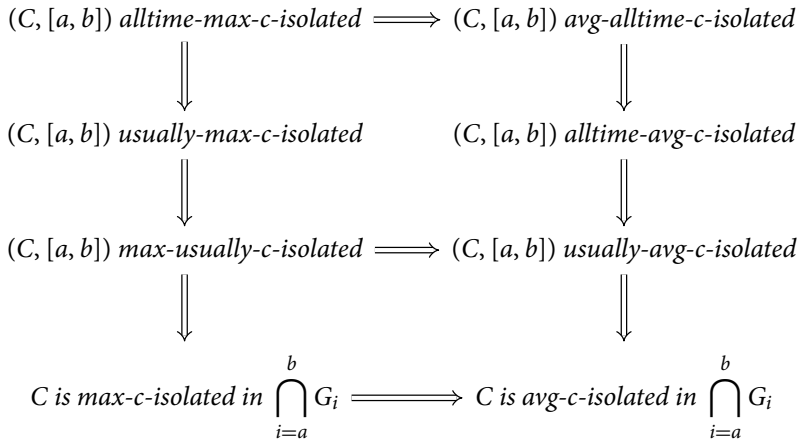 (C, [a, b]) alltime-max-c-isolated ⟹ (C, [a, b]) avg-alltime-c-isolated
⇓ ⇓
(C, [a, b]) usually-max-c-isolated (C, [a, b]) alltime-avg-c-isolated
⇓ ⇓
(C, [a, b]) max-usually-c-isolated ⟹ (C, [a, b]) usually-avg-c-isolated
⇓ ⇓
C is max-c-isolated in ⋂_{i=a}^{b} G_i ⟹ C is avg-c-isolated in ⋂_{i=a}^{b} G_i